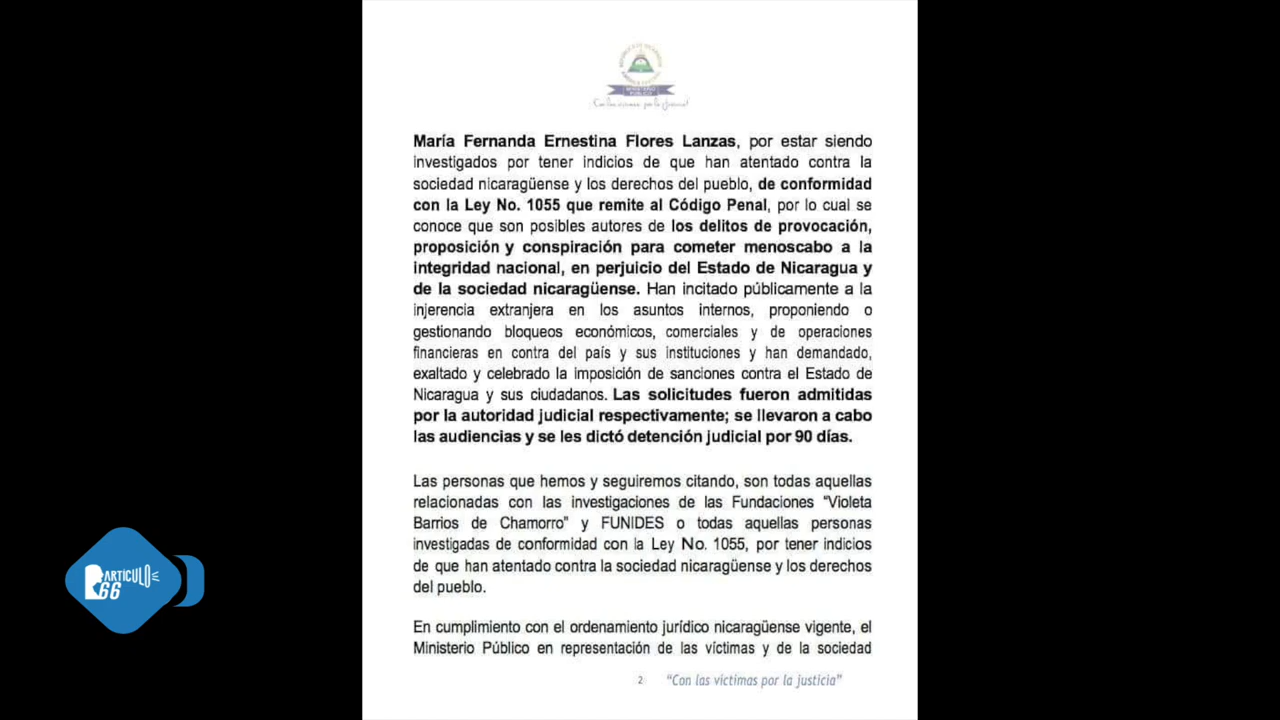 MINISTERIO
PÚBLICO
María Fernanda Ernestina Flores Lanzas, por estar siendo
investigados por tener indicios de que han atentado contra la
sociedad nicaragüense y los derechos del pueblo, de conformidad
con la Ley No. 1055 que remite al Código Penal, por lo cual se
conoce que son posibles autores de los delitos de provocación,
proposición y conspiración para cometer menoscabo a la
integridad nacional, en perjuicio del Estado de Nicaragua y
de la sociedad nicaragüense. Han incitado públicamente a la
injerencia extranjera en los asuntos internos, proponiendo o
gestionando bloqueos económicos, comerciales y de operaciones
financieras en contra del país y sus instituciones y han demandado,
exaltado y celebrado la imposición de sanciones contra el Estado de
Nicaragua y sus ciudadanos. Las solicitudes fueron admitidas
por la autoridad judicial respectivamente; se llevaron a cabo
las audiencias y se les dictó detención judicial por 90 días.
Las personas que hemos y seguiremos citando, son todas aquellas
relacionadas con las investigaciones de las Fundaciones “Violeta
Barrios de Chamorro” y FUNIDES o todas aquellas personas
investigadas de conformidad con la Ley No. 1055, por tener indicios
de que han atentado contra la sociedad nicaragüense y los derechos
del pueblo.
En cumplimiento con el ordenamiento jurídico nicaragüense vigente, el
Ministerio Público en representación de las víctimas y de la sociedad
2 “Con las víctimas por la justicia”
ARTÍCULO
66